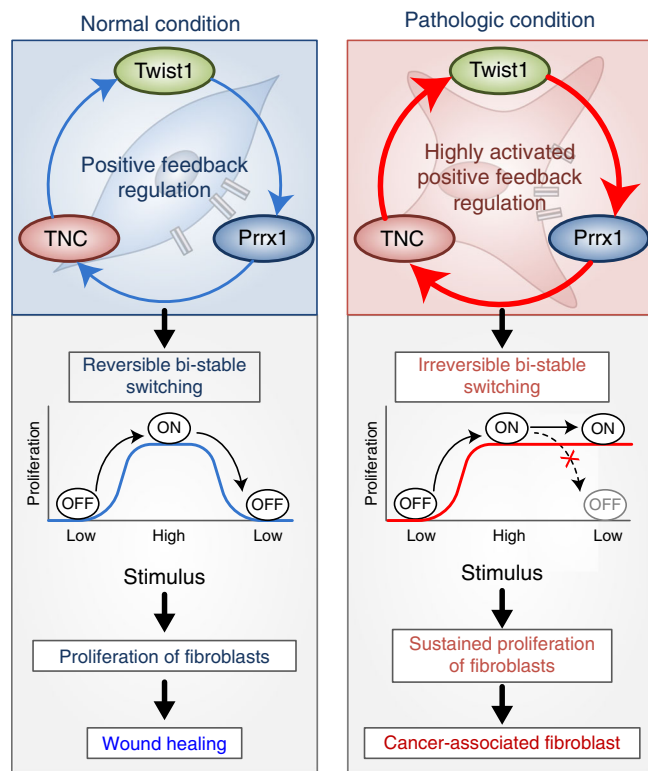 Normal condition
Twist1
Positive feedback
regulation
TNC
Prrx1
Reversible bi-stable
switching
Proliferation
OFF
ON
OFF
Low
High
Low
Stimulus
Proliferation of fibroblasts
Wound healing
Pathologic condition
Twist1
Highly activated
positive feedback
regulation
TNC
Prrx1
Irreversible bi-stable
switching
Proliferation
OFF
ON
ON
OFF
Low
High
Low
Stimulus
Sustained proliferation
of fibroblasts
Cancer-associated fibroblast